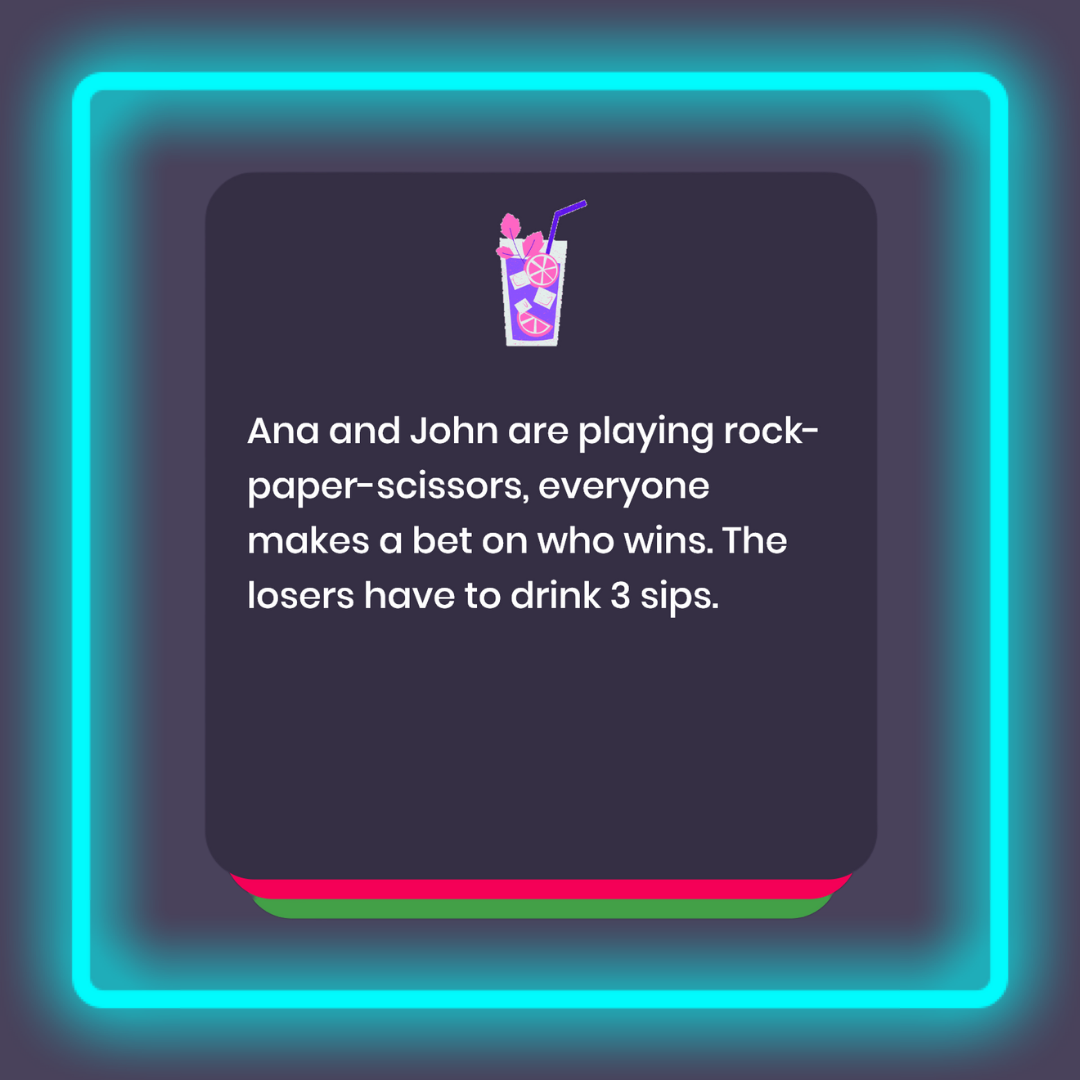 Ana and John are playing rock-
paper-scissors, everyone
makes a bet on who wins. The
losers have to drink 3 sips.